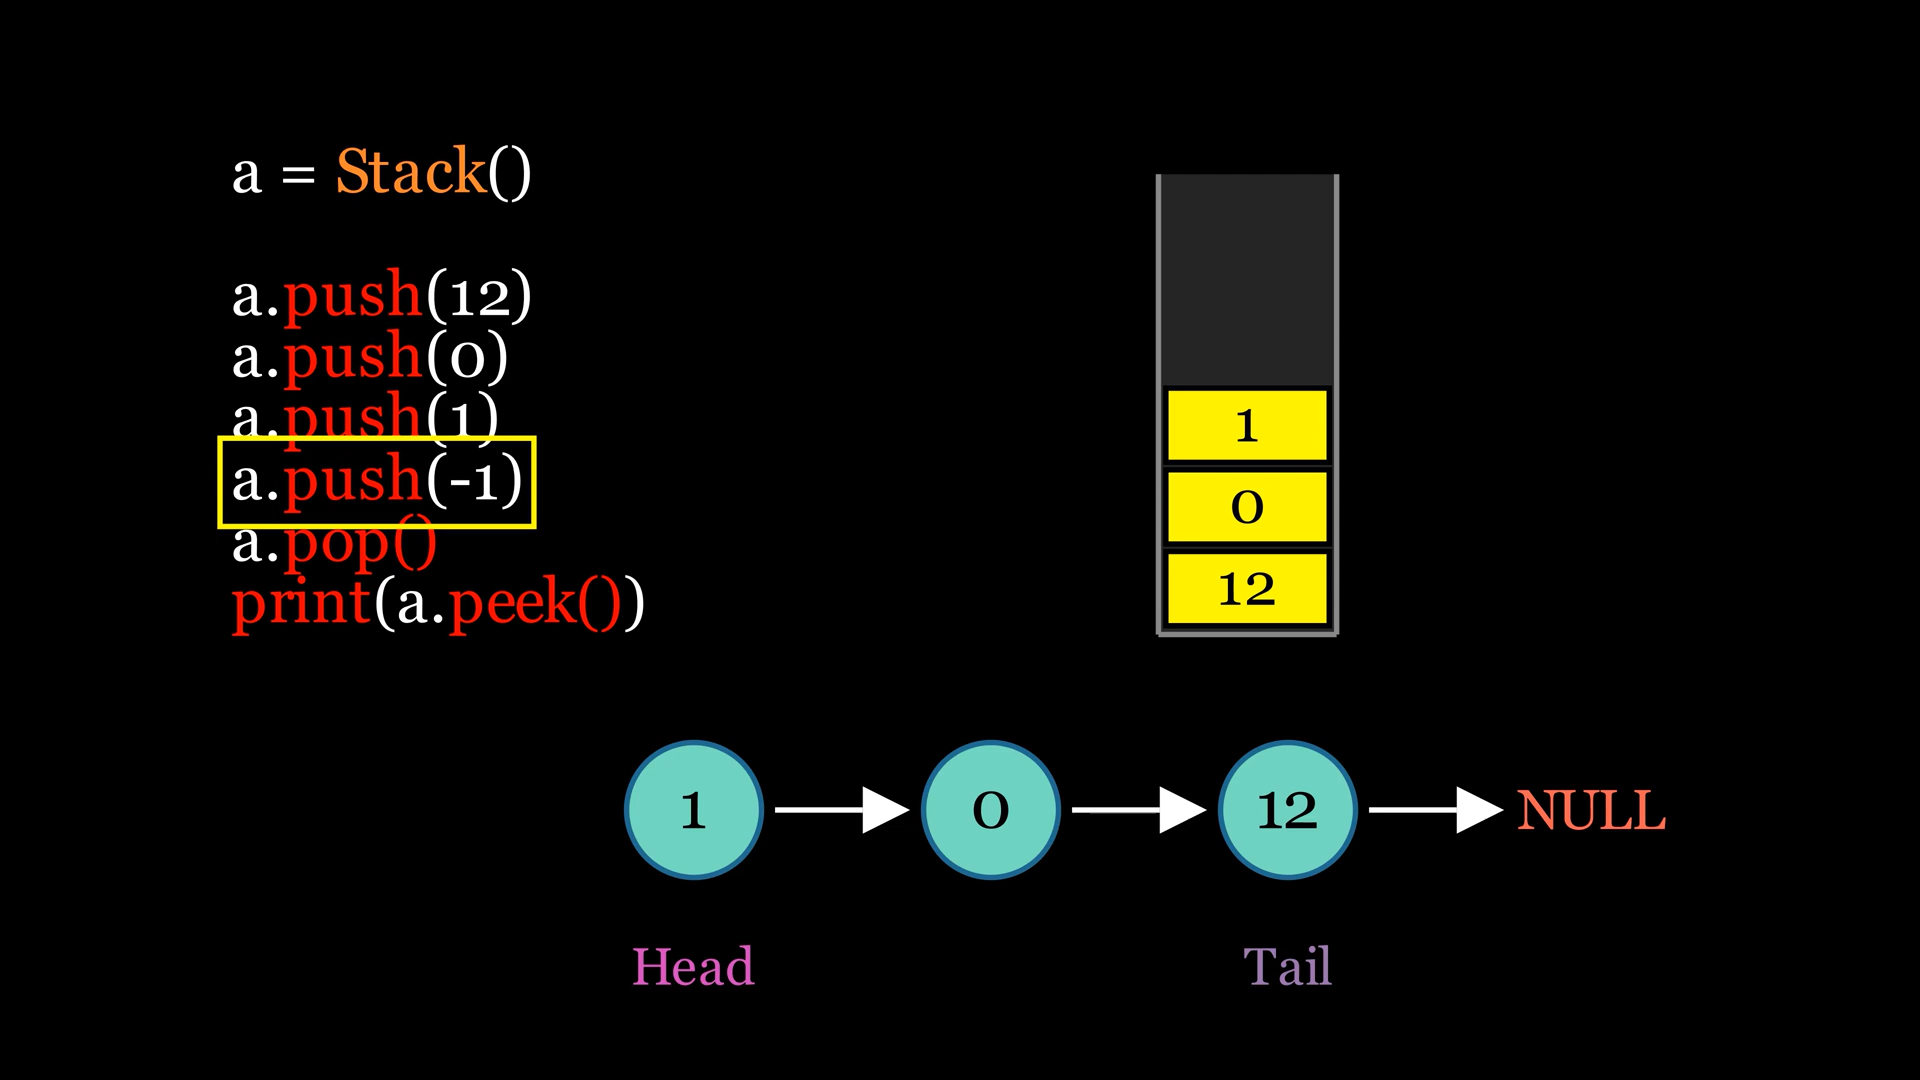 a = Stack()
a.push(12)
a.push(0)
a.push(1)
a.push(-1)
a.pop()
print(a.peek())
1
0
12
1 0 12 NULL
Head Tail